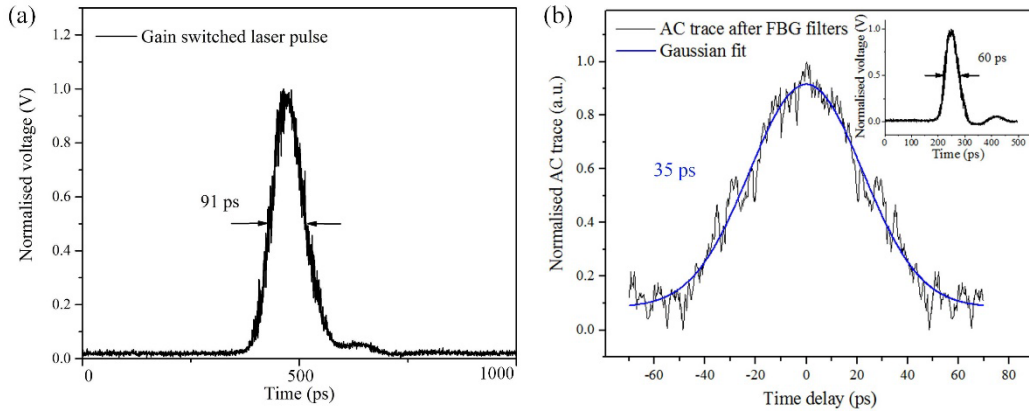 (a)
Gain switched laser pulse
Normalised voltage (V)
1.2
1.0
0.8
0.6
0.4
0.2
0.0
91 ps
0
500
1000
Time (ps)
(b)
AC trace after FBG filters
Gaussian fit
Normalised AC trace (a.u.)
1.0
0.8
0.6
0.4
0.2
0.0
35 ps
-60
-40
-20
0
20
40
60
80
Time delay (ps)
Normalised voltage (V)
1.0
0.5
0.0
60 ps
0
100
200
300
400
500
Time (ps)